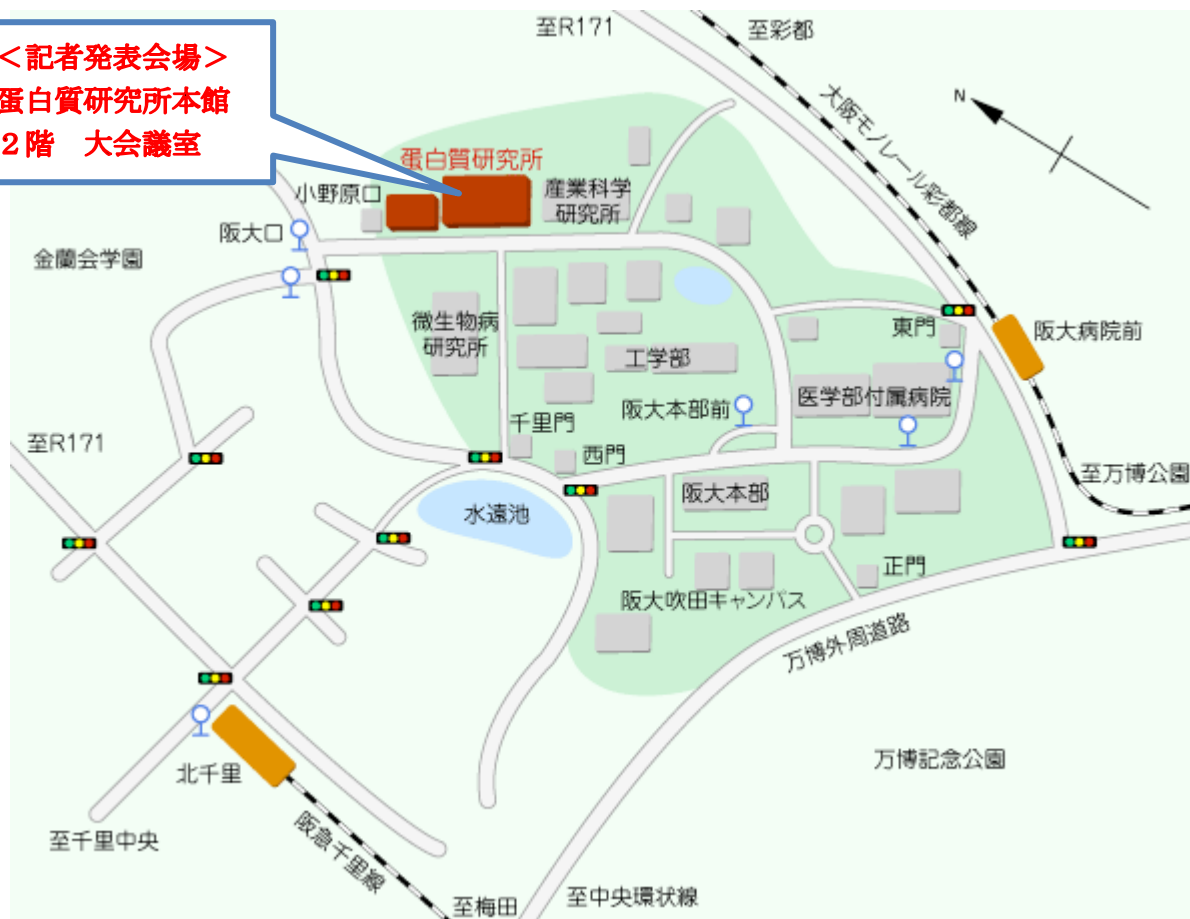 至R171
至彩都
＜記者発表会場＞
蛋白質研究所本館
２階　大会議室
N
大阪モノレール彩都線
蛋白質研究所
小野原口
産業科学
研究所
阪大口
金蘭会学園
微生物病
研究所
東門
阪大病院前
工学部
医学部付属病院
阪大本部前
千里門
西門
至R171
至万博公園
阪大本部
水遠池
正門
阪大吹田キャンパス
万博外周道路
万博記念公園
北千里
至千里中央
阪急千里線
至梅田
至中央環状線